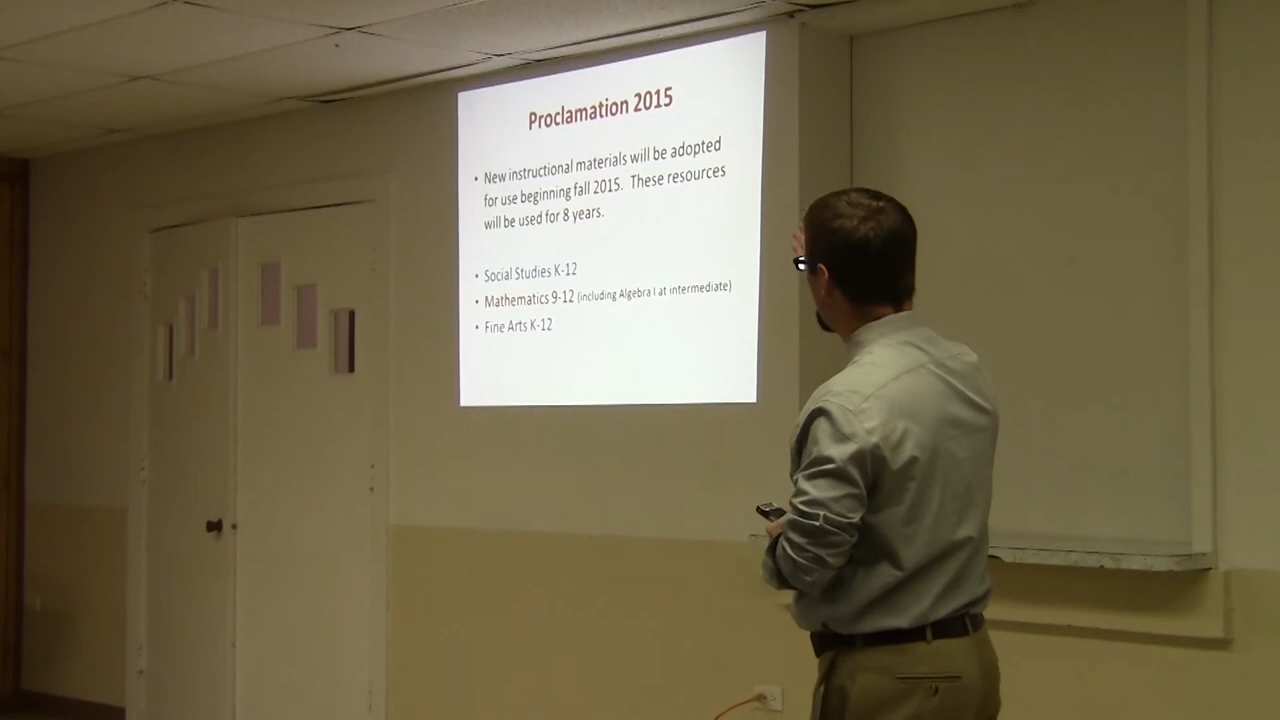 Proclamation 2015
• New instructional materials will be adopted
for use beginning fall 2015. These resources
will be used for 8 years.
• Social Studies K-12
• Mathematics 9-12 (including Algebra I at intermediate)
• Fine Arts K-12